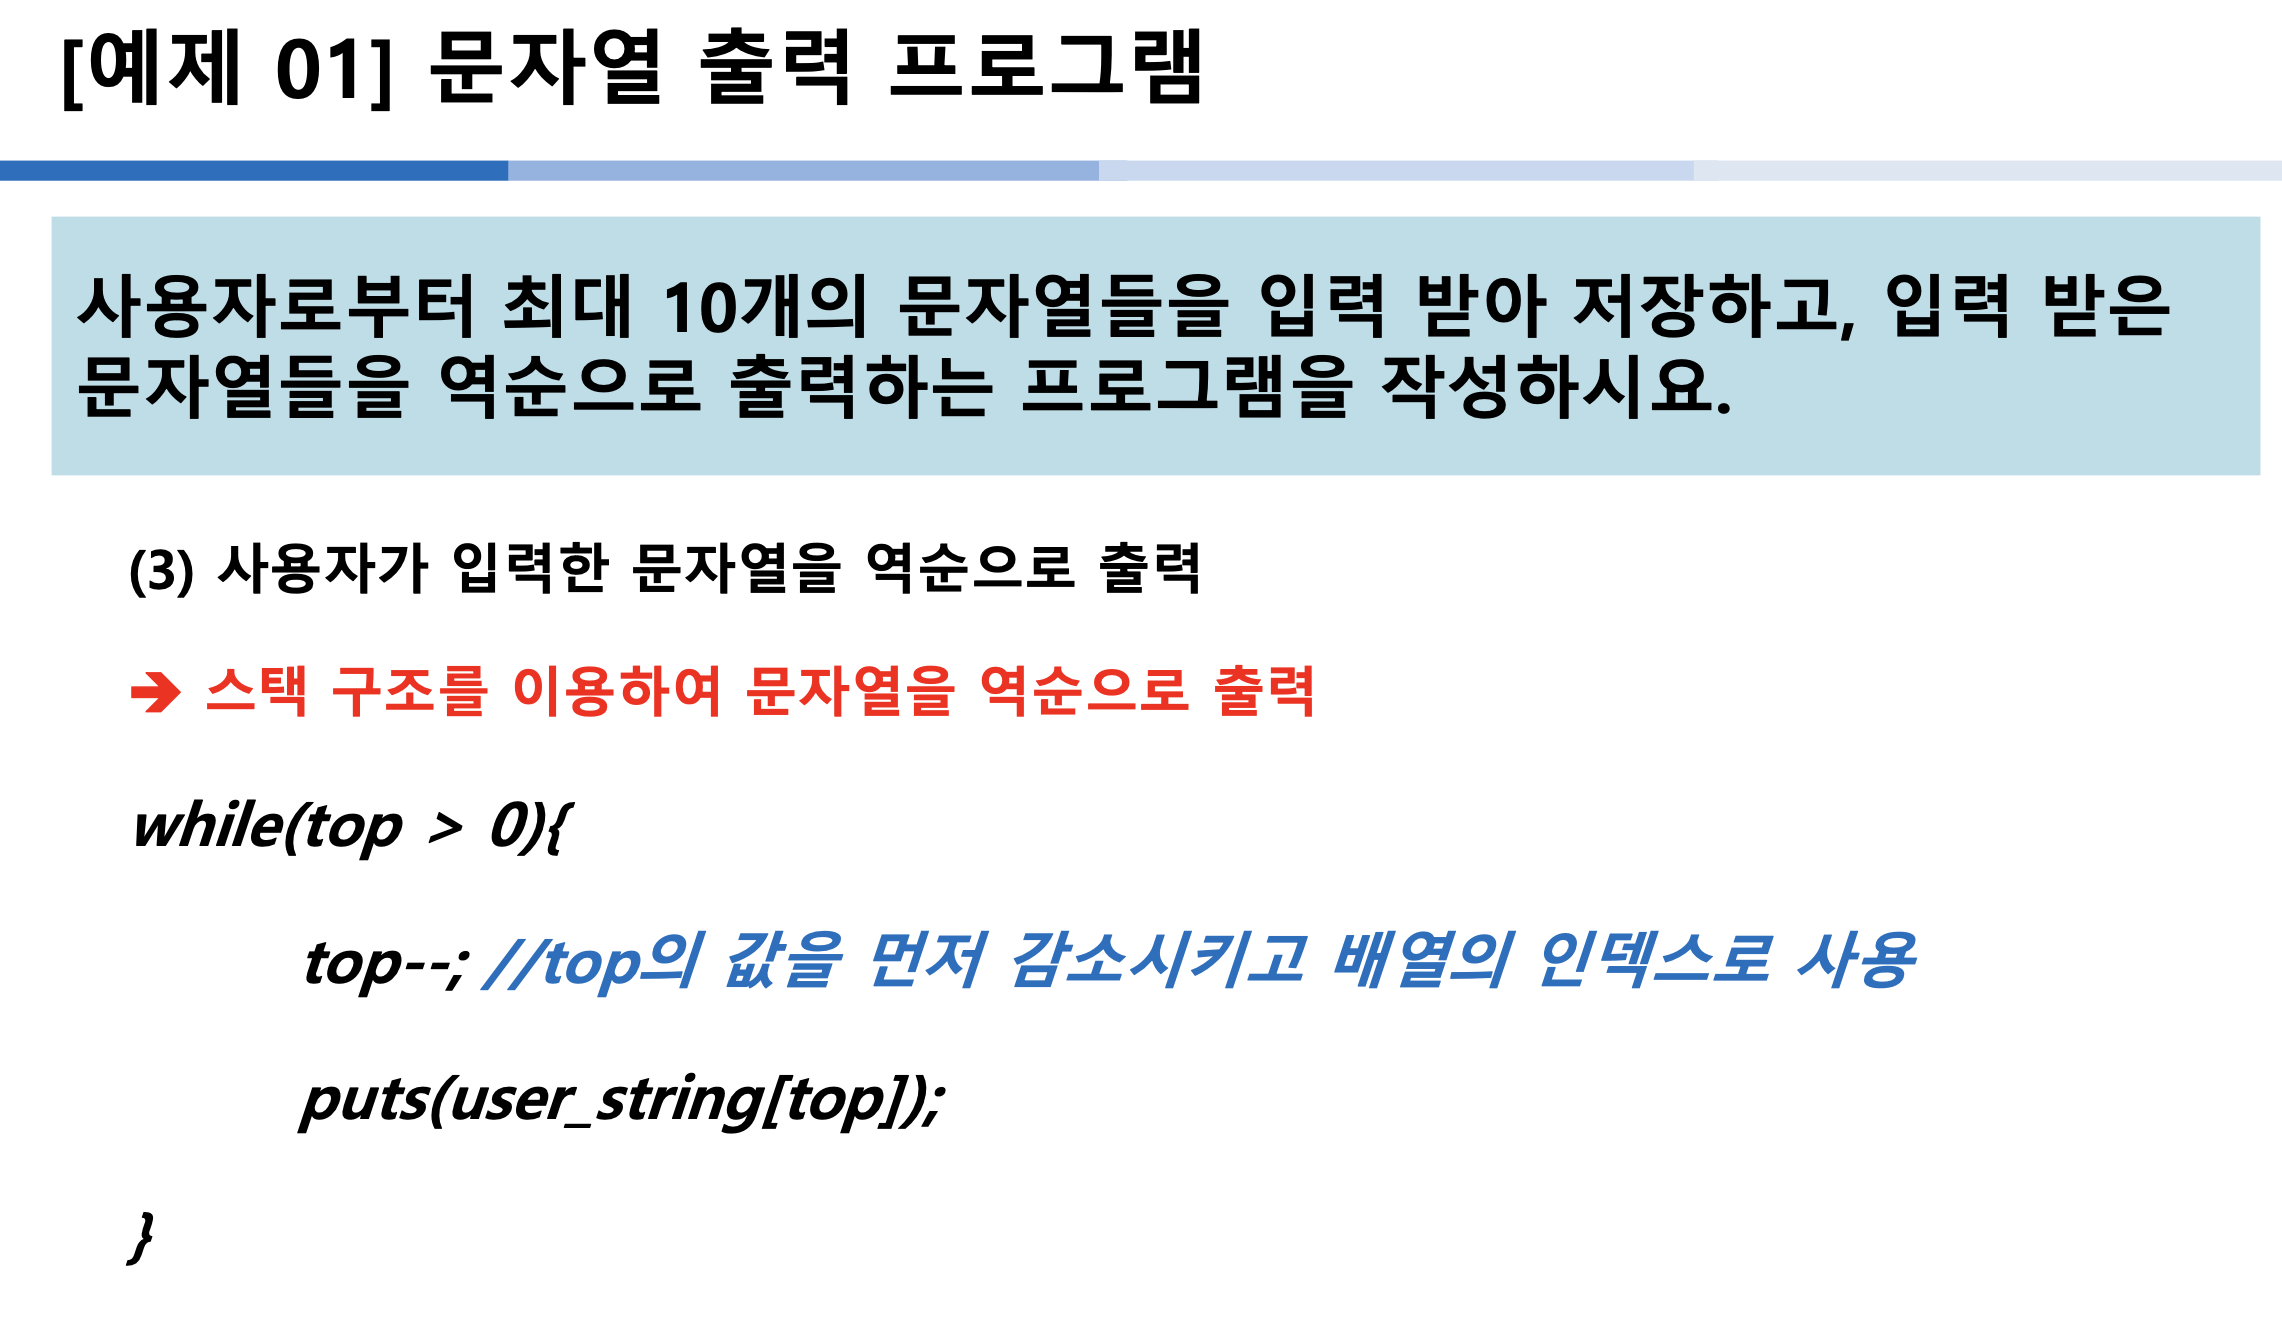 [예제 01] 문자열 출력 프로그램
사용자로부터 최대 10개의 문자열들을 입력 받아 저장하고, 입력 받은
문자열들을 역순으로 출력하는 프로그램을 작성하시요.
(3) 사용자가 입력한 문자열을 역순으로 출력
➔ 스택 구조를 이용하여 문자열을 역순으로 출력
while(top > 0){
top--; //top의 값을 먼저 감소시키고 배열의 인덱스로 사용
puts(user_string[top]);
}